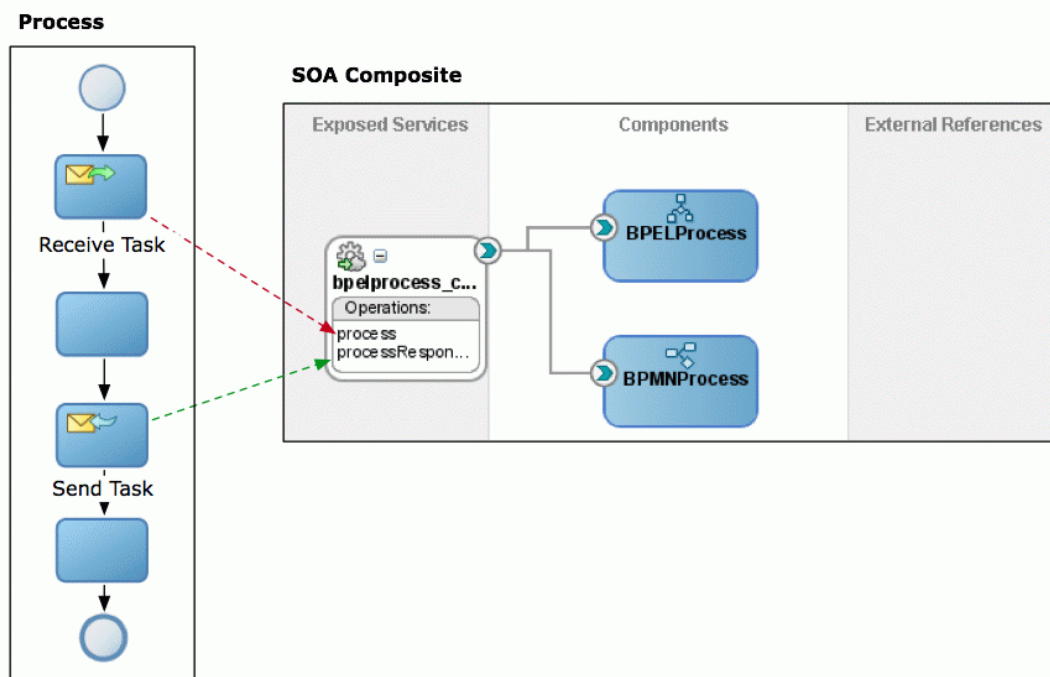 Process
Receive Task
Send Task
SOA Composite
Exposed Services
Components
External References
bpelprocess_c...
Operations:
process
processRespon...
BPELProcess
BPMNProcess